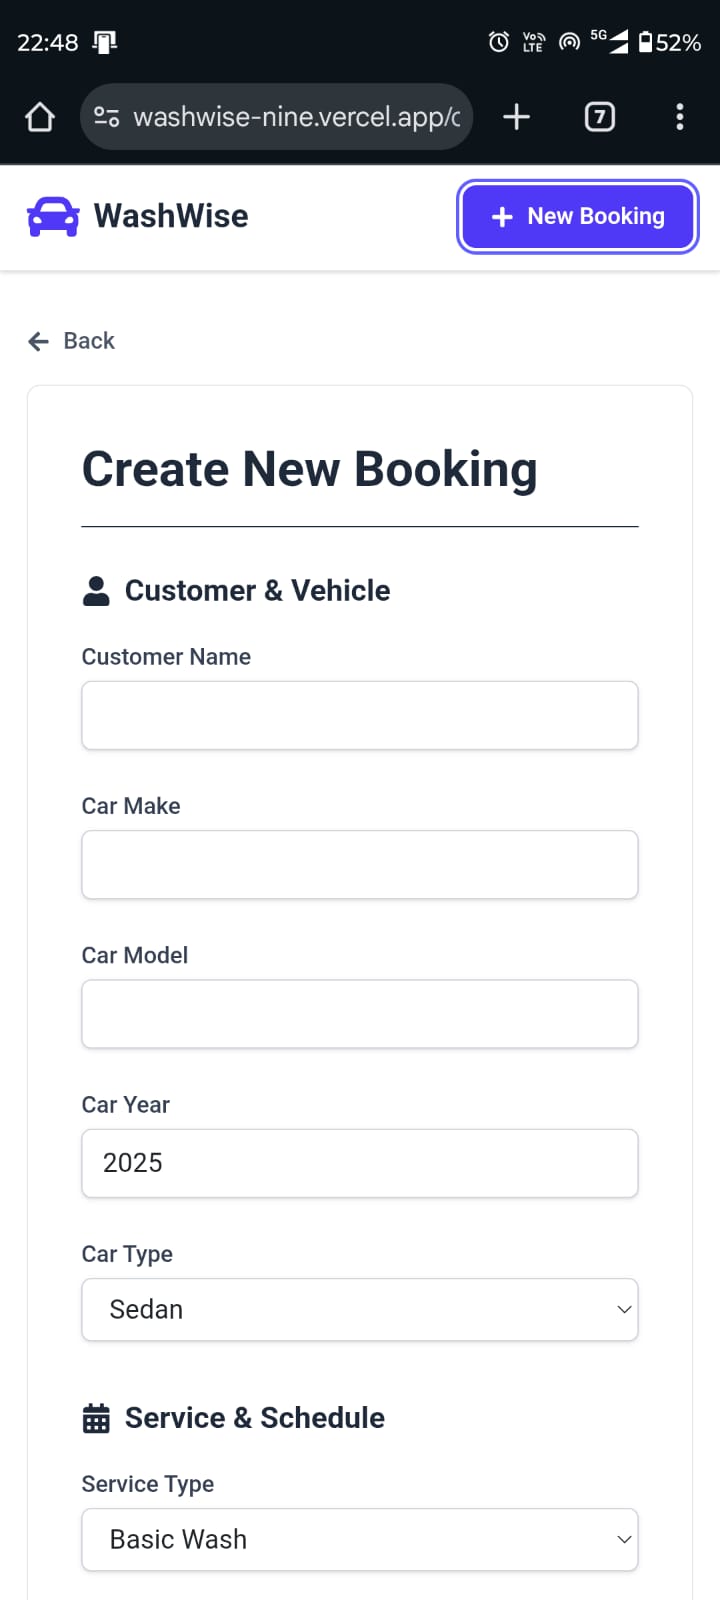 22:48
Vo) LTE
5G
52%
washwise-nine.vercel.app/c
7
WashWise
New Booking
Back
Create New Booking
Customer & Vehicle
Customer Name
Car Make
Car Model
Car Year
2025
Car Type
Sedan
Service & Schedule
Service Type
Basic Wash